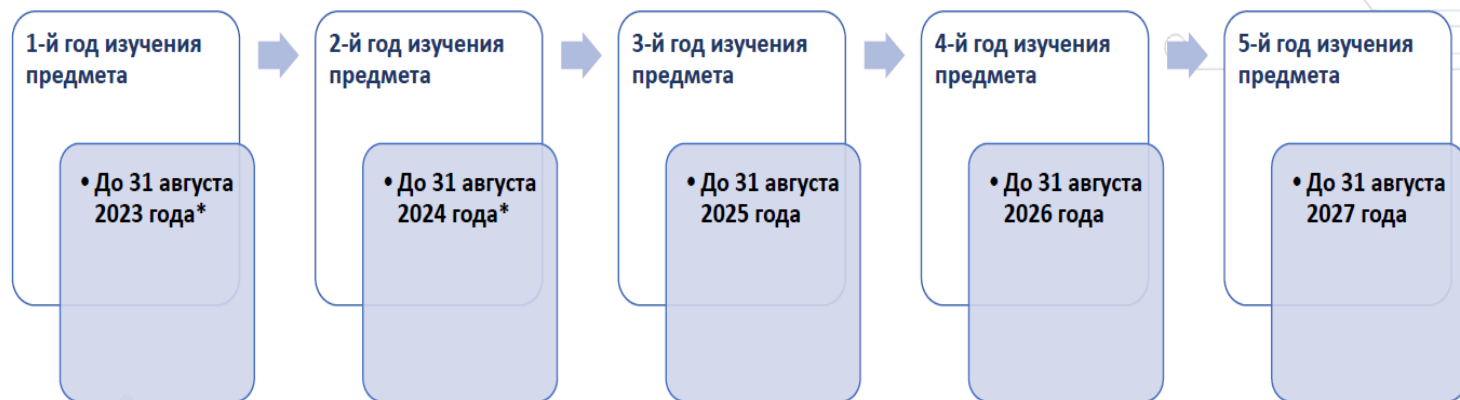 1-й год изучения
предмета
• До 31 августа
2023 года*
2-й год изучения
предмета
• До 31 августа
2024 года*
3-й год изучения
предмета
• До 31 августа
2025 года
4-й год изучения
предмета
• До 31 августа
2026 года
5-й год изучения
предмета
• До 31 августа
2027 года